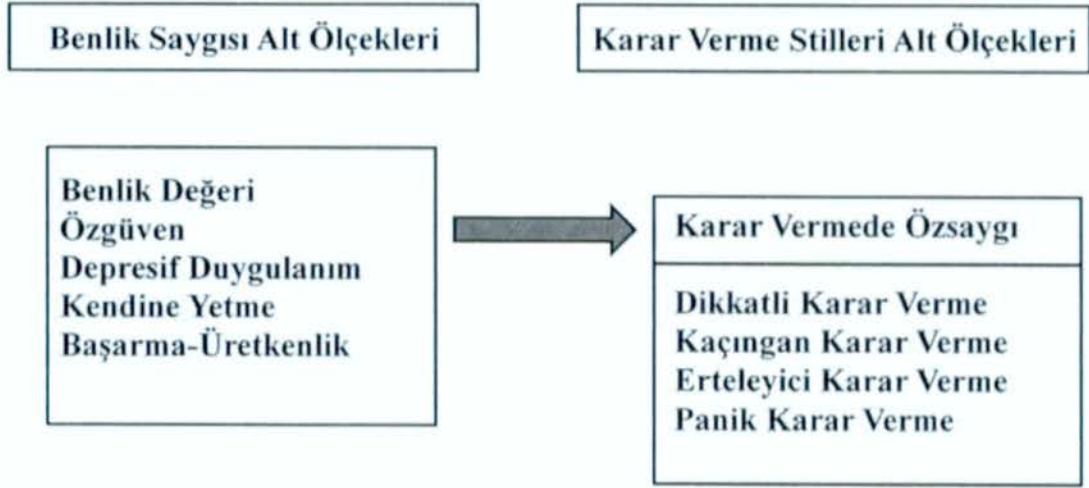 Benlik Saygısı Alt Ölçekleri
Karar Verme Stilleri Alt Ölçekleri
Benlik Değeri
Özgüven
Depresif Duygulanım
Kendine Yetme
Başarma-Üretkenlik
Karar Vermede Özsaygı
Dikkatli Karar Verme
Kaçıngan Karar Verme
Erteleyici Karar Verme
Panik Karar Verme